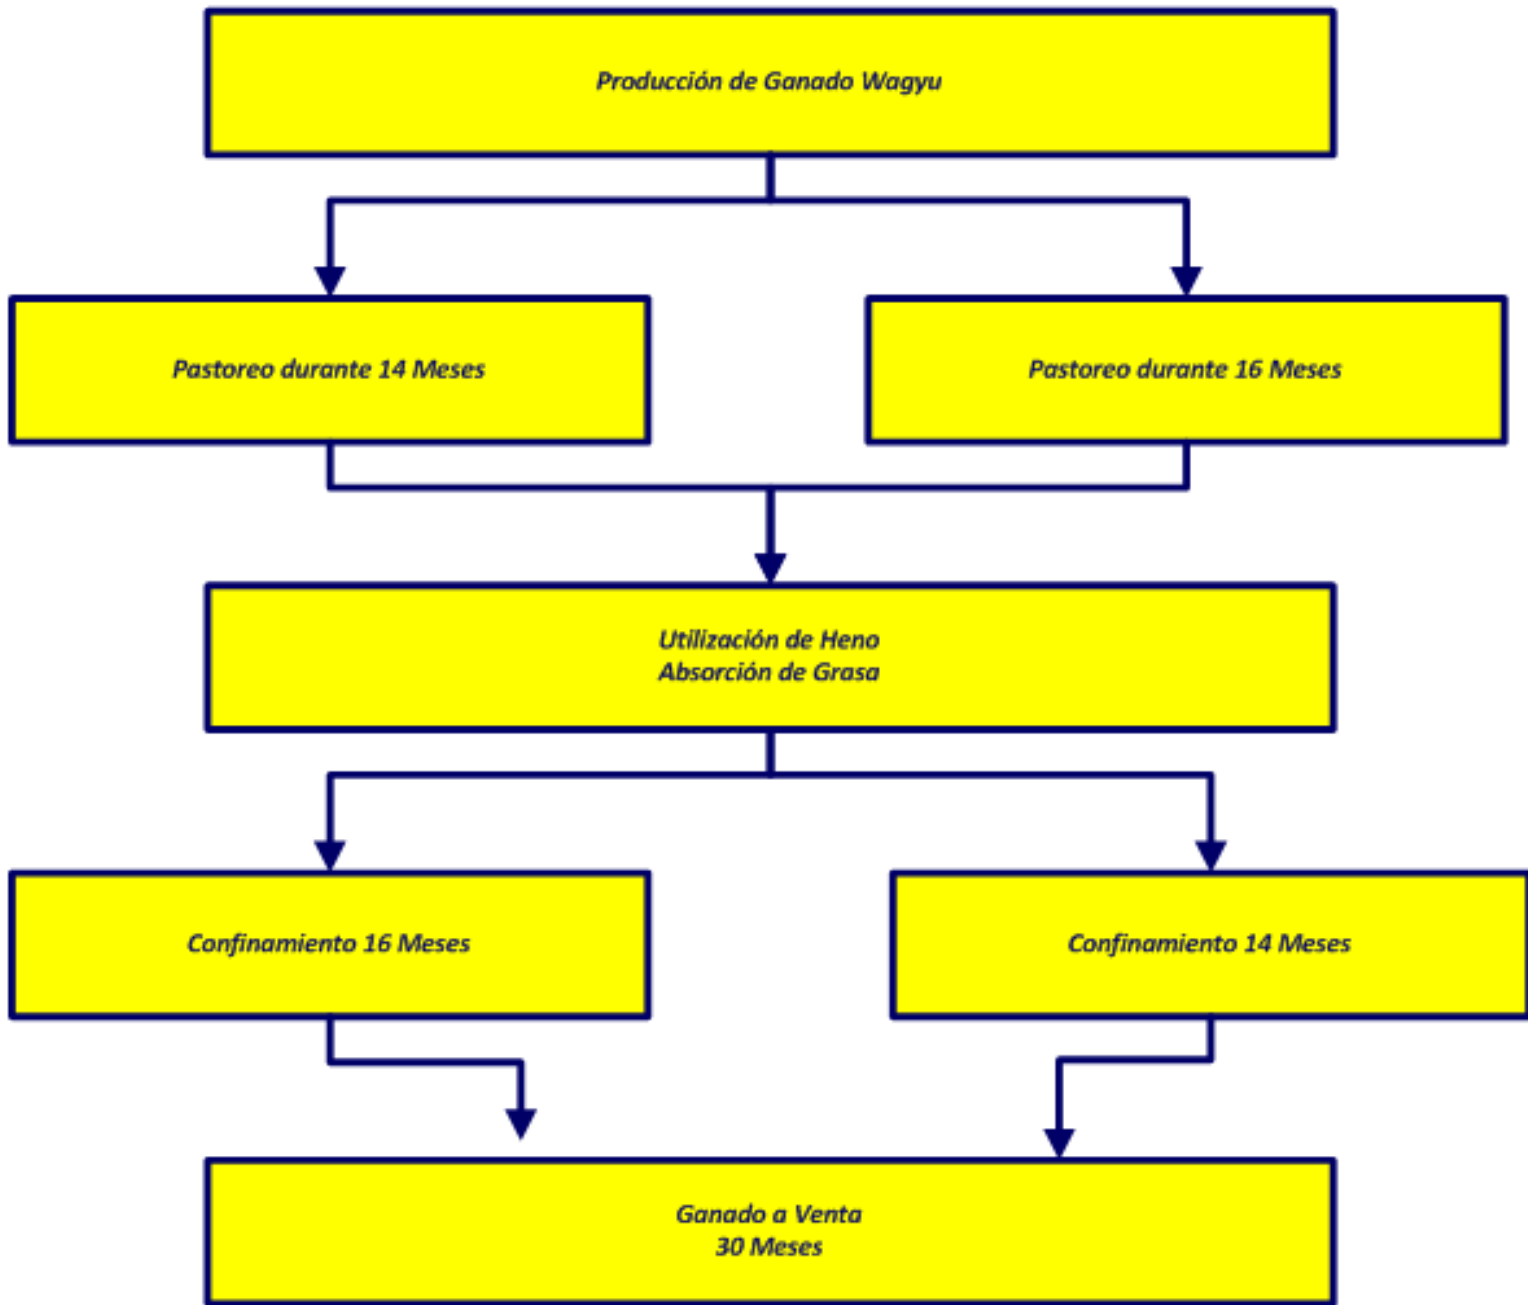 Producción de Ganado Wagyu
Pastoreo durante 14 Meses
Pastoreo durante 16 Meses
Utilización de Heno
Absorción de Grasa
Confinamiento 16 Meses
Confinamiento 14 Meses
Ganado a Venta
30 Meses